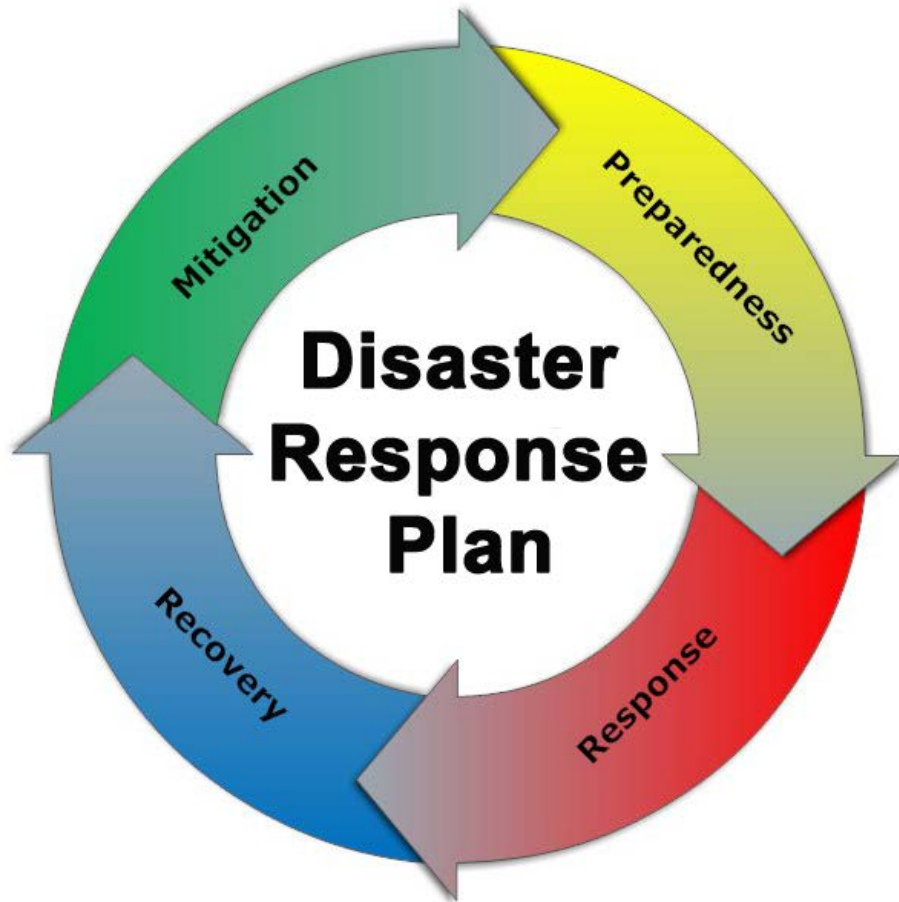 Mitigation
Preparedness
Disaster
Response
Plan
Recovery
Response